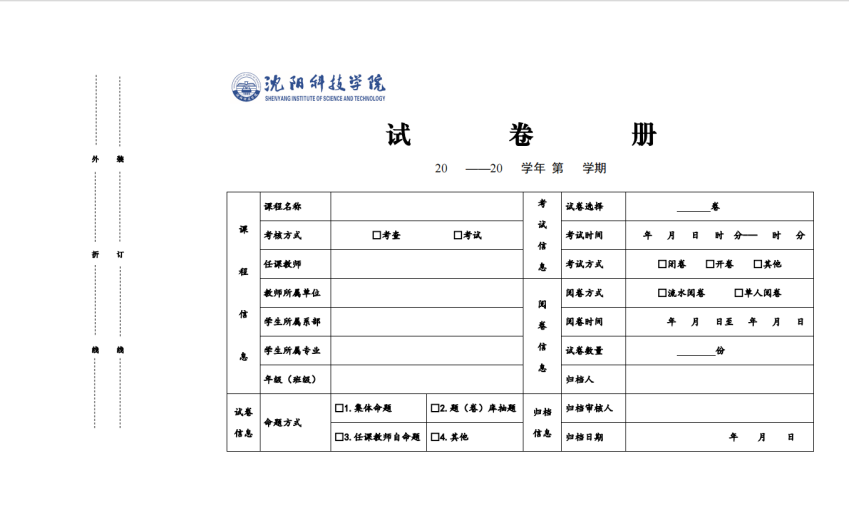 沈阳科技学院
SHENYANG INSTITUTE OF SCIENCE AND TECHNOLOGY
试 卷 册
20 ——20 学年 第 学期
外 折 线
装 订 线
课程信息
课程名称
考核方式 □考查 □考试
任课教师
教师所属单位
学生所属系部
学生所属专业
年级（班级）
考试信息
试卷选择 ______卷
考试时间 年 月 日 时 分—— 时 分
考试方式 □闭卷 □开卷 □其他
阅卷信息
阅卷方式 □流水阅卷 □单人阅卷
阅卷时间 年 月 日至 年 月 日
试卷数量 ______份
归档人
试卷信息
命题方式
□1.集体命题 □2.题（卷）库抽题
□3.任课教师自命题 □4.其他
归档信息
归档审核人
归档日期 年 月 日